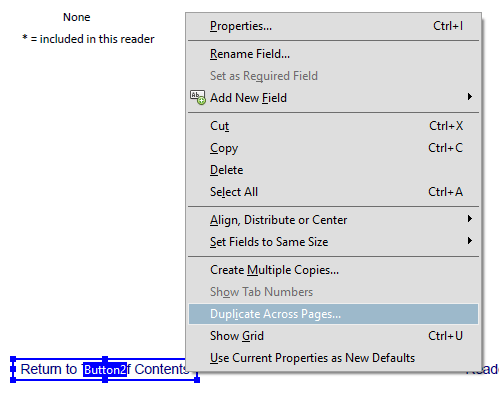 None
* = included in this reader
Properties... Ctrl+I
Rename Field...
Set as Required Field
Add New Field
Cut Ctrl+X
Copy Ctrl+C
Delete
Select All Ctrl+A
Align, Distribute or Center
Set Fields to Same Size
Create Multiple Copies...
Show Tab Numbers
Duplicate Across Pages...
Show Grid Ctrl+U
Use Current Properties as New Defaults
Return to Button2 f Contents